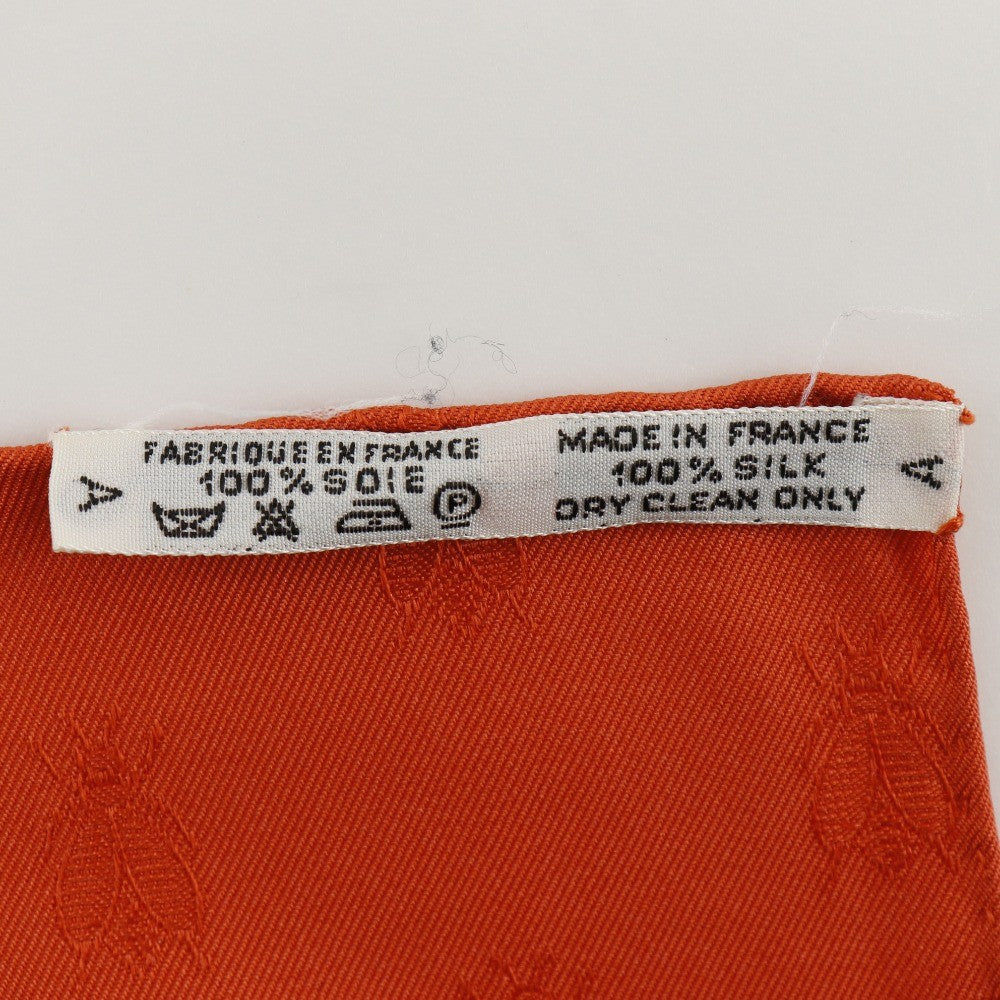 FABRIQUE EN FRANCE
100% SOIE
P
MADE IN FRANCE
100% SILK
DRY CLEAN ONLY
A
A